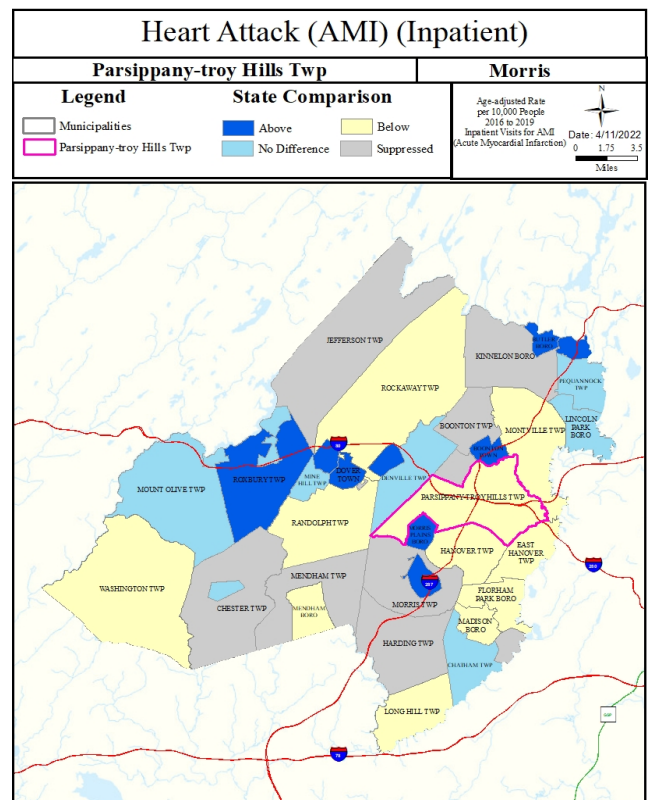 Heart Attack (AMI) (Inpatient)
Parsippany-troy Hills Twp
Morris
Legend
State Comparison
Municipalities
Parsippany-troy Hills Twp
Above
Below
No Difference
Suppressed
Age-adjusted Rate
per 10,000 People
2016 to 2019
Inpatient Visits for AMI
(Acute Myocardial Infarction)
N
Date: 4/11/2022
0 1.75 3.5
Miles
JEFFERSON TWP
KINNELON BORO
BUTLER
BORO
ROCKAWAY TWP
PEQUANNOCK
TWP
LINCOLN
PARK
BORO
BOONTON TWP
MONTVILLE TWP
BOONTON
TOWN
80
MINE
HILL TWP
DOVER
TOWN
DENVILLE TWP
ROXBURY TWP
MOUNT OLIVE TWP
PARSIPPANY-TROY HILLS TWP
RANDOLPH TWP
MORRIS
PLAINS
BORO
HANOVER TWP
EAST
HANOVER
TWP
280
WASHINGTON TWP
MENDHAM TWP
287
CHESTER TWP
MENDHAM
BORO
MORRIS TWP
FLORHAM
PARK BORO
MADISON
BORO
HARDING TWP
CHATHAM TWP
LONG HILL TWP
GSP
78